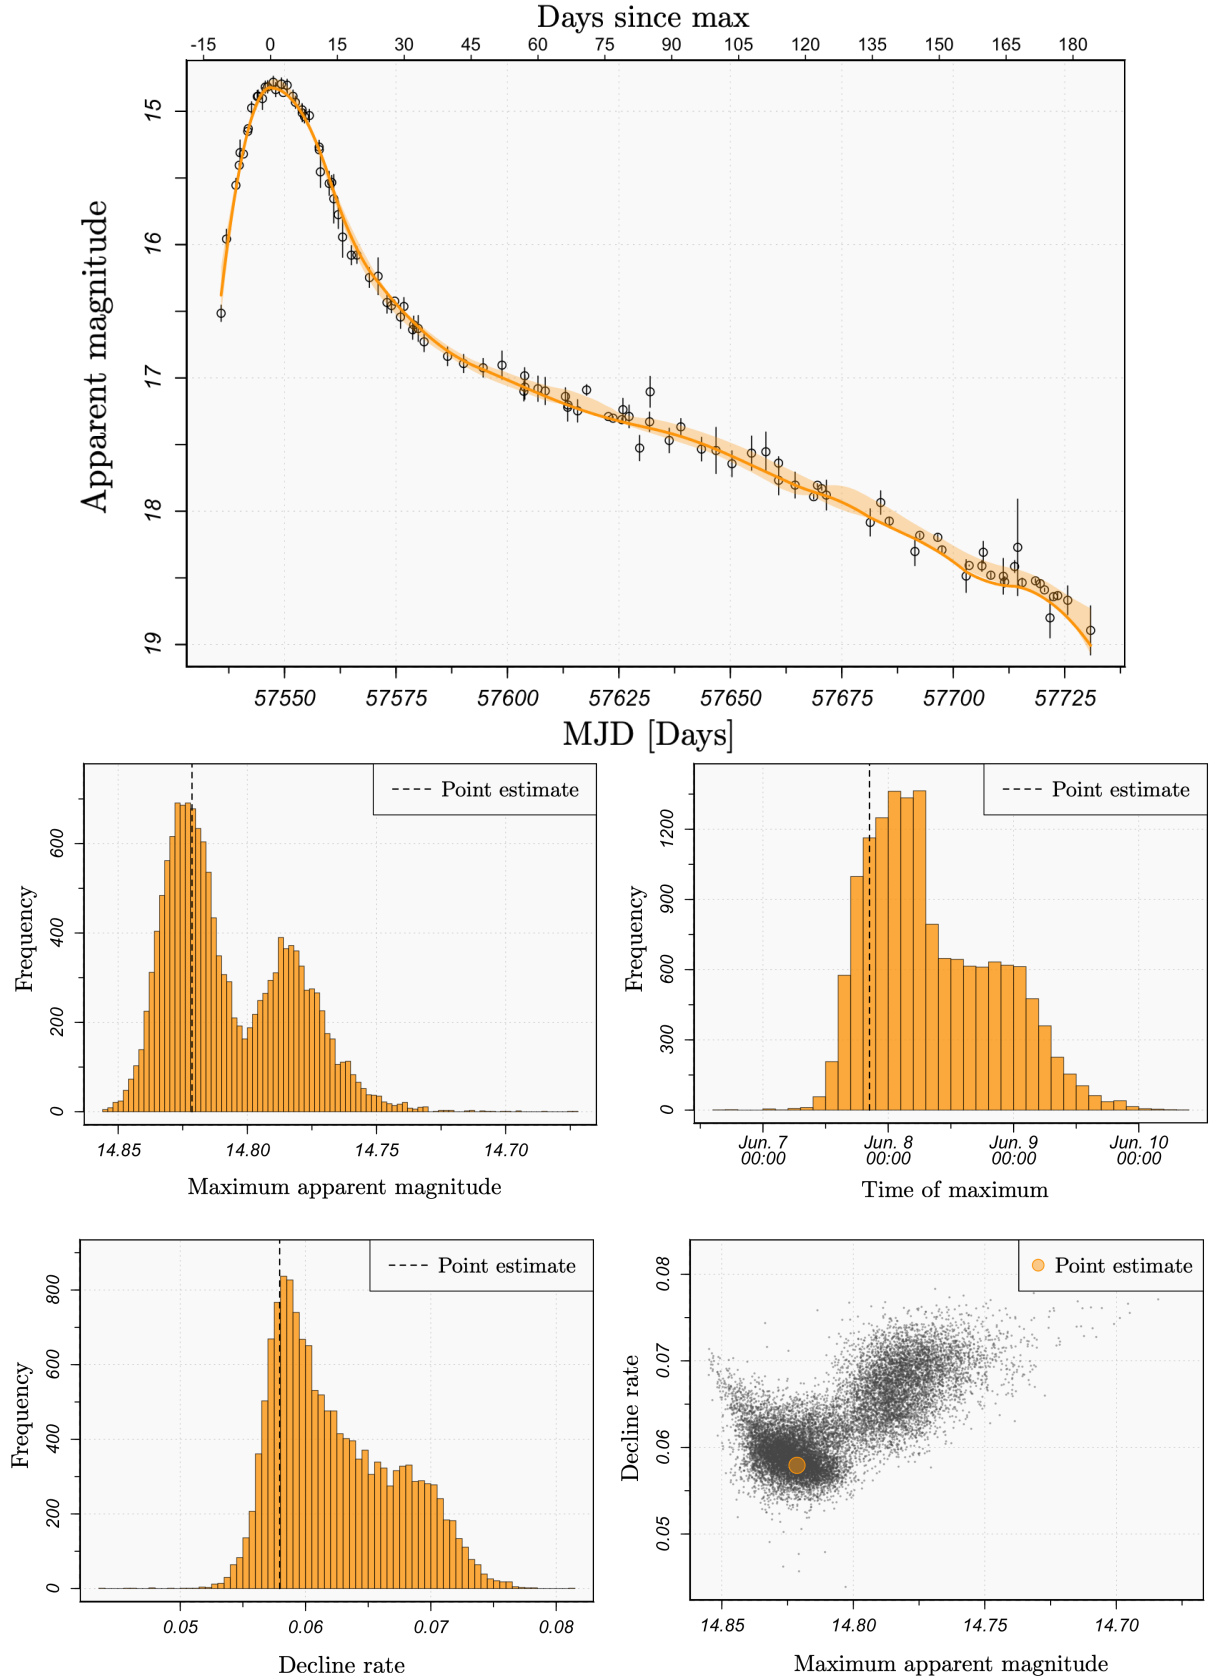 Days since max
-15 0 15 30 45 60 75 90 105 120 135 150 165 180
Apparent magnitude
15
16
17
18
19
57550 57575 57600 57625 57650 57675 57700 57725
MJD [Days]
Point estimate
Frequency
600
400
200
0
14.85 14.80 14.75 14.70
Maximum apparent magnitude
Point estimate
Frequency
1200
900
600
300
0
Jun. 7 Jun. 8 Jun. 9 Jun. 10
00:00 00:00 00:00 00:00
Time of maximum
Point estimate
Frequency
800
600
400
200
0
0.05 0.06 0.07 0.08
Decline rate
Point estimate
Decline rate
0.08
0.07
0.06
0.05
14.85 14.80 14.75 14.70
Maximum apparent magnitude